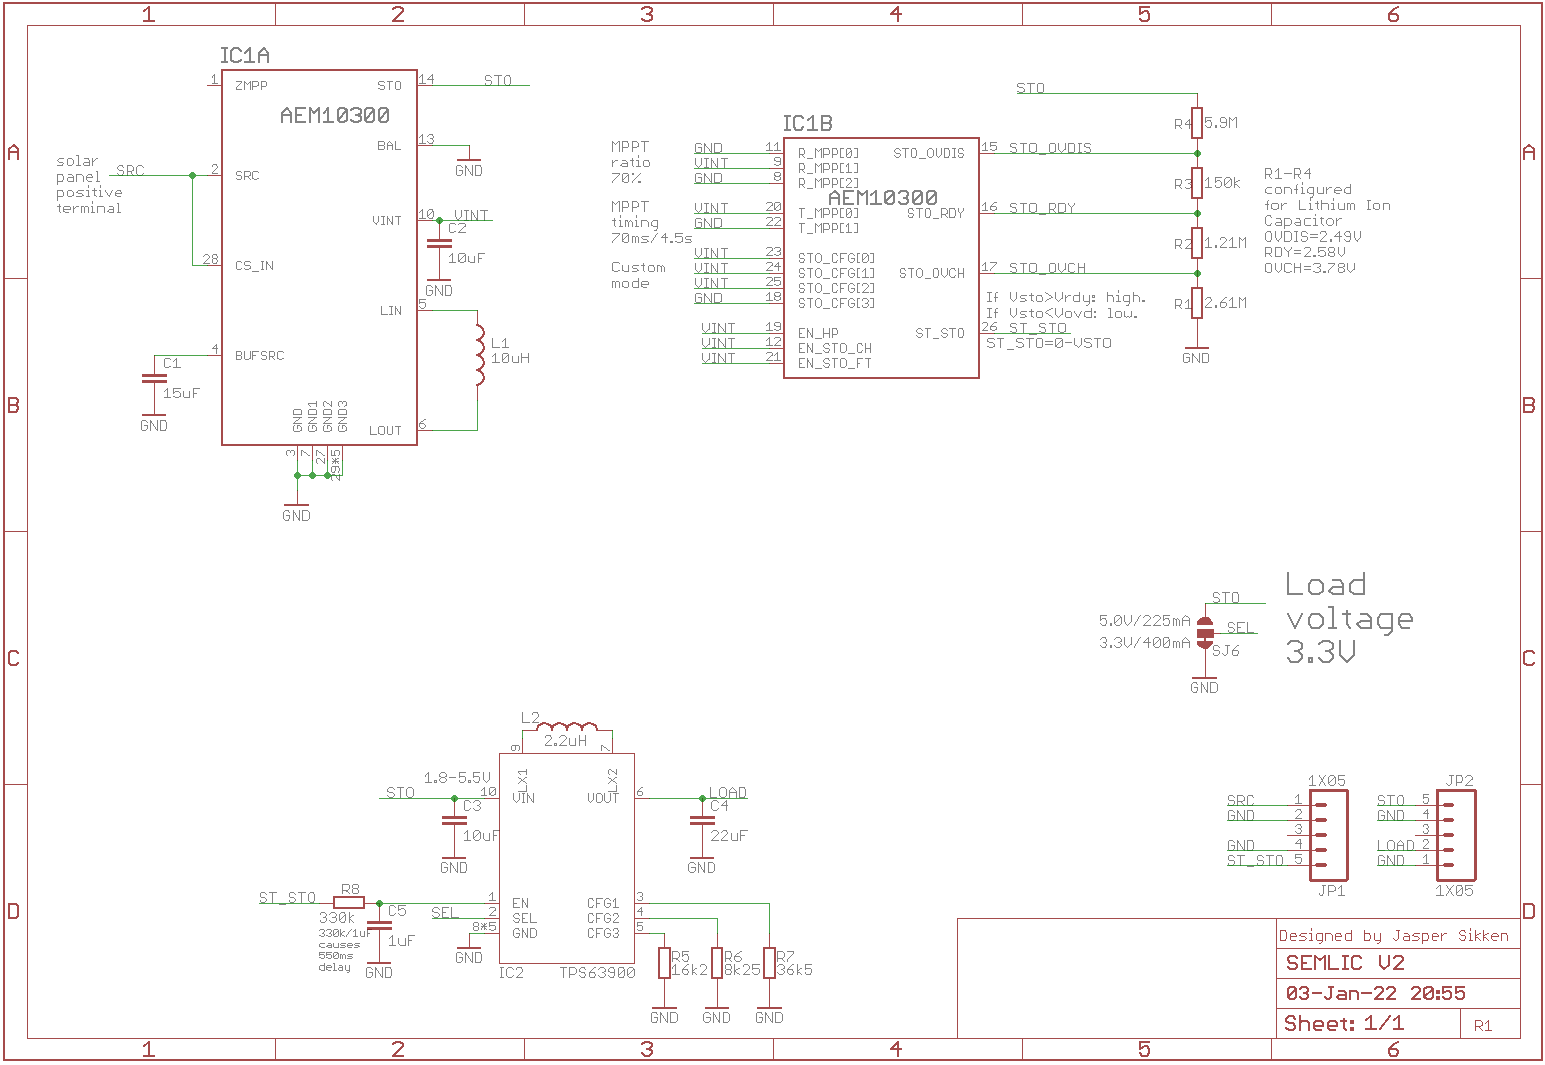 1 2 3 4 5 6
A
B
C
D
A
B
C
D
1 2 3 4 5 6
IC1A
AEM10300
1 ZMPP
2 SRC
28 CS_IN
4 BUFSRC
STO 14 STO
BAL 13
GND
VINT 10 VINT
C2
10uF
GND
LIN 5
L1
10uH
LOUT 6
solar
panel
positive
terminal
SRC
C1
15uF
GND
GND GND1 GND2 GND3
3 7 27 29*5
GND
IC1B
AEM10300
MPPT
ratio
70%
MPPT
timing
70ms/4.5s
Custom
mode
GND 11 R_MPP[0]
VINT 9 R_MPP[1]
GND 8 R_MPP[2]
VINT 20 T_MPP[0]
GND 22 T_MPP[1]
VINT 23 STO_CFG[0]
VINT 24 STO_CFG[1]
VINT 25 STO_CFG[2]
GND 18 STO_CFG[3]
VINT 19 EN_HP
VINT 12 EN_STO_CH
VINT 21 EN_STO_FT
STO_OVDIS 15 STO_OVDIS
STO_RDY 16 STO_RDY
STO_OVCH 17 STO_OVCH
If Vsto>Vrdy: high.
If Vsto<Vovd: low.
ST_STO 26 ST_STO
ST_STO=0-VSTO
STO
R4 5.9M
R3 150k
R2 1.21M
R1 2.61M
GND
R1-R4
configured
for Lithium Ion
Capacitor
OVDIS=2.49V
RDY=2.58V
OVCH=3.78V
STO
5.0V/225mA
SEL
3.3V/400mA
SJ6
GND
Load
voltage
3.3V
L2
2.2uH
9 7
LX1 LX2
1.8-5.5V
STO 10 VIN
C3
10uF
GND
VOUT 6 LOAD
C4
22uF
GND
ST_STO R8 1 EN
330k
330k/1uF
causes
550ms
delay
C5
1uF
GND
SEL 2 SEL
8*5 GND
GND
CFG1 3
CFG2 4
CFG3 5
IC2 TPS63900
R5
16k2
GND
R6
8k25
GND
R7
36k5
GND
1X05
SRC 1
GND 2
3
GND 4
ST_STO 5
JP1
JP2
STO 5
GND 4
3
LOAD 2
GND 1
1X05
Designed by Jasper Sikken
SEMLIC V2
03-Jan-22 20:55
Sheet: 1/1 R1